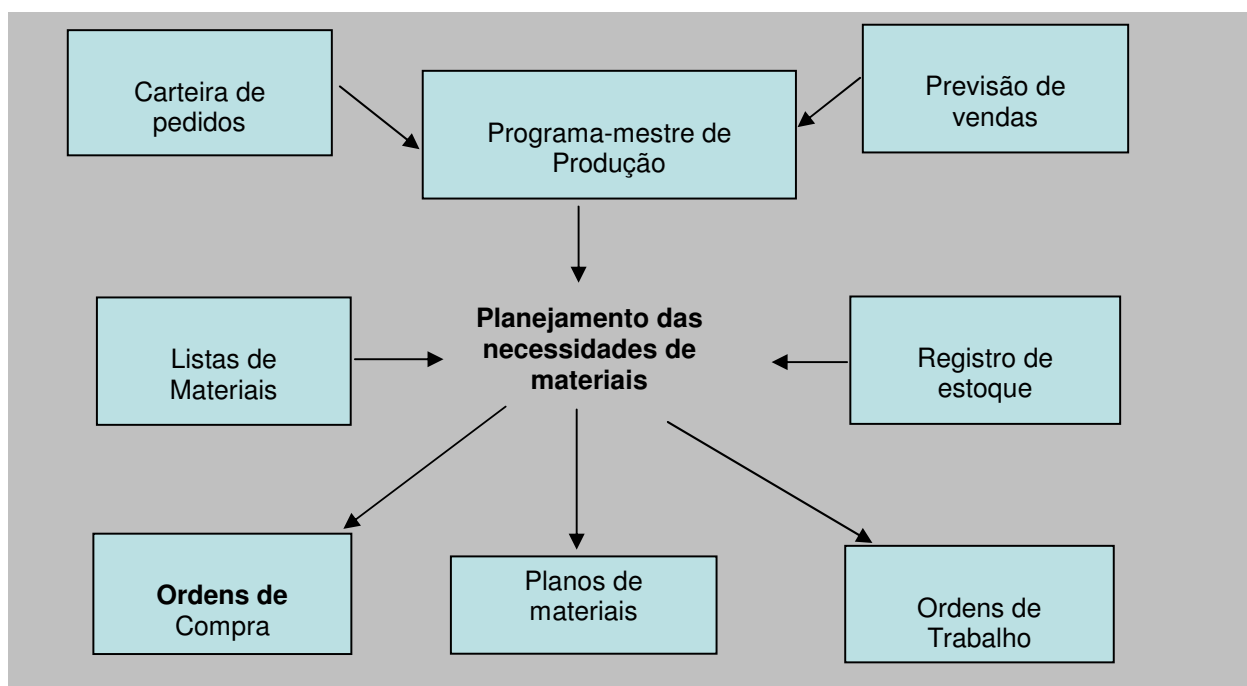 Carteira de
pedidos
Programa-mestre de
Produção
Previsão de
vendas
Listas de
Materiais
Planejamento das
necessidades de
materiais
Registro de
estoque
Ordens de
Compra
Planos de
materiais
Ordens de
Trabalho